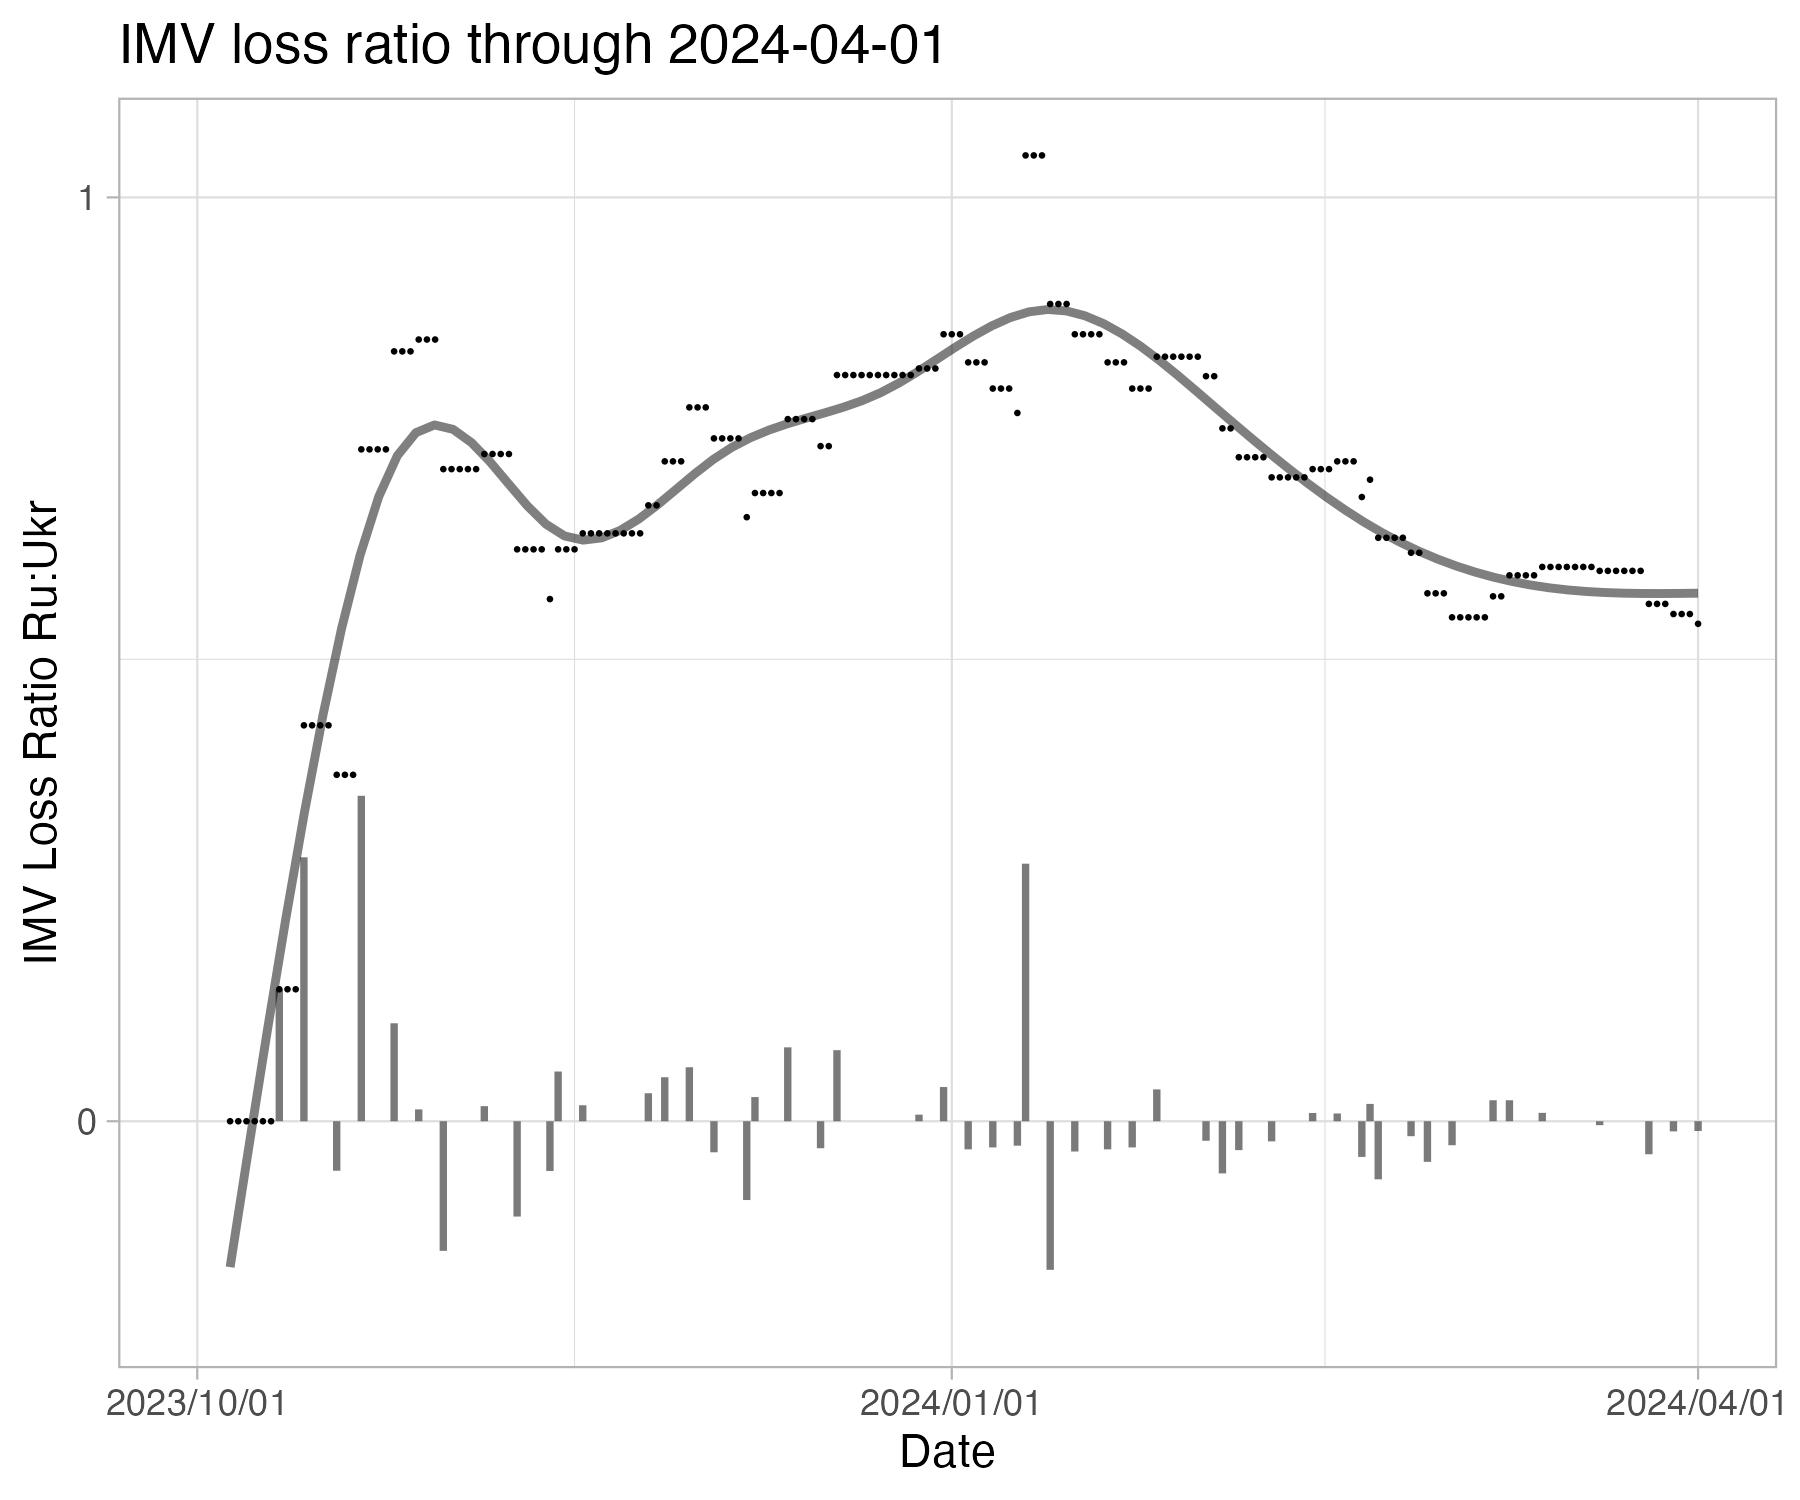 IMV loss ratio through 2024-04-01
IMV Loss Ratio Ru:Ukr
1
0
2023/10/01
2024/01/01
2024/04/01
Date